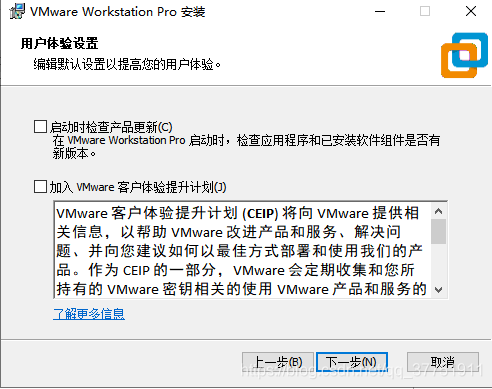 VMware Workstation Pro 安装
用户体验设置
编辑默认设置以提高您的用户体验。
启动时检查产品更新(C)
在 VMware Workstation Pro 启动时，检查应用程序和已安装软件组件是否有
新版本。
加入 VMware 客户体验提升计划(J)
VMware 客户体验提升计划 (CEIP) 将向 VMware 提供相
关信息，以帮助 VMware 改进产品和服务、解决问
题、并向您建议如何以最佳方式部署和使用我们的产
品。作为 CEIP 的一部分，VMware 会定期收集和您所
持有的 VMware 密钥相关的使用 VMware 产品和服务的
了解更多信息
上一步(B) 下一步(N) 取消
https://blog.csdn.net/qq_37791911